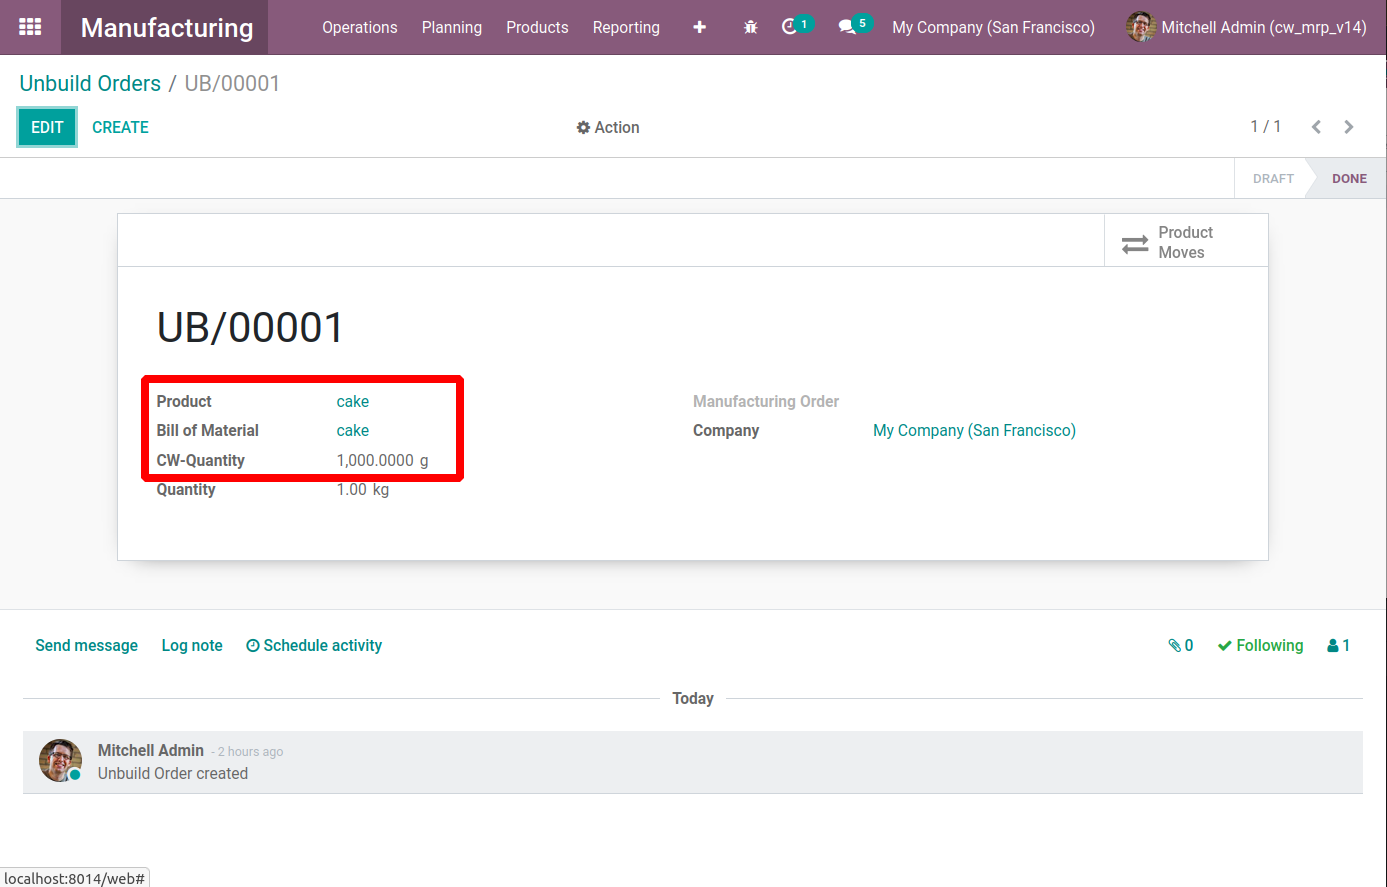 Manufacturing Operations Planning Products Reporting 1 5 My Company (San Francisco) Mitchell Admin (cw_mrp_v14)
Unbuild Orders / UB/00001
EDIT CREATE Action 1 / 1
DRAFT DONE
Product
Moves
UB/00001
Product cake Manufacturing Order
Bill of Material cake Company My Company (San Francisco)
CW-Quantity 1,000.0000 g
Quantity 1.00 kg
Send message Log note Schedule activity 0 Following 1
Today
Mitchell Admin - 2 hours ago
Unbuild Order created
localhost:8014/web#